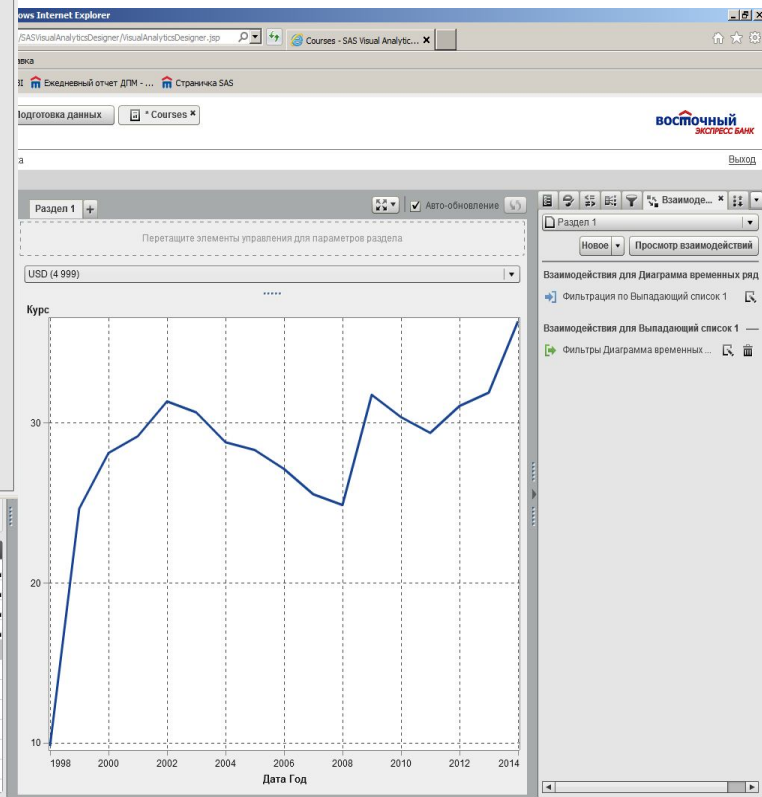 ows Internet Explorer
/SASVisualAnalyticsDesigner/VisualAnalyticsDesigner.jsp
Courses - SAS Visual Analytic...
авка
Ежедневный отчет ДПМ - ...
Страничка SAS
Подготовка данных
* Courses
восточный
ЭКСПРЕСС БАНК
Выход
Раздел 1
Авто-обновление
Взаимоде...
Перетащите элементы управления для параметров раздела
Раздел 1
Новое
Просмотр взаимодействий
USD (4 999)
Взаимодействия для Диаграмма временных ряд
Фильтрация по Выпадающий список 1
Взаимодействия для Выпадающий список 1
Фильтры Диаграмма временных ...
Курс
30
20
10
1998 2000 2002 2004 2006 2008 2010 2012 2014
Дата Год